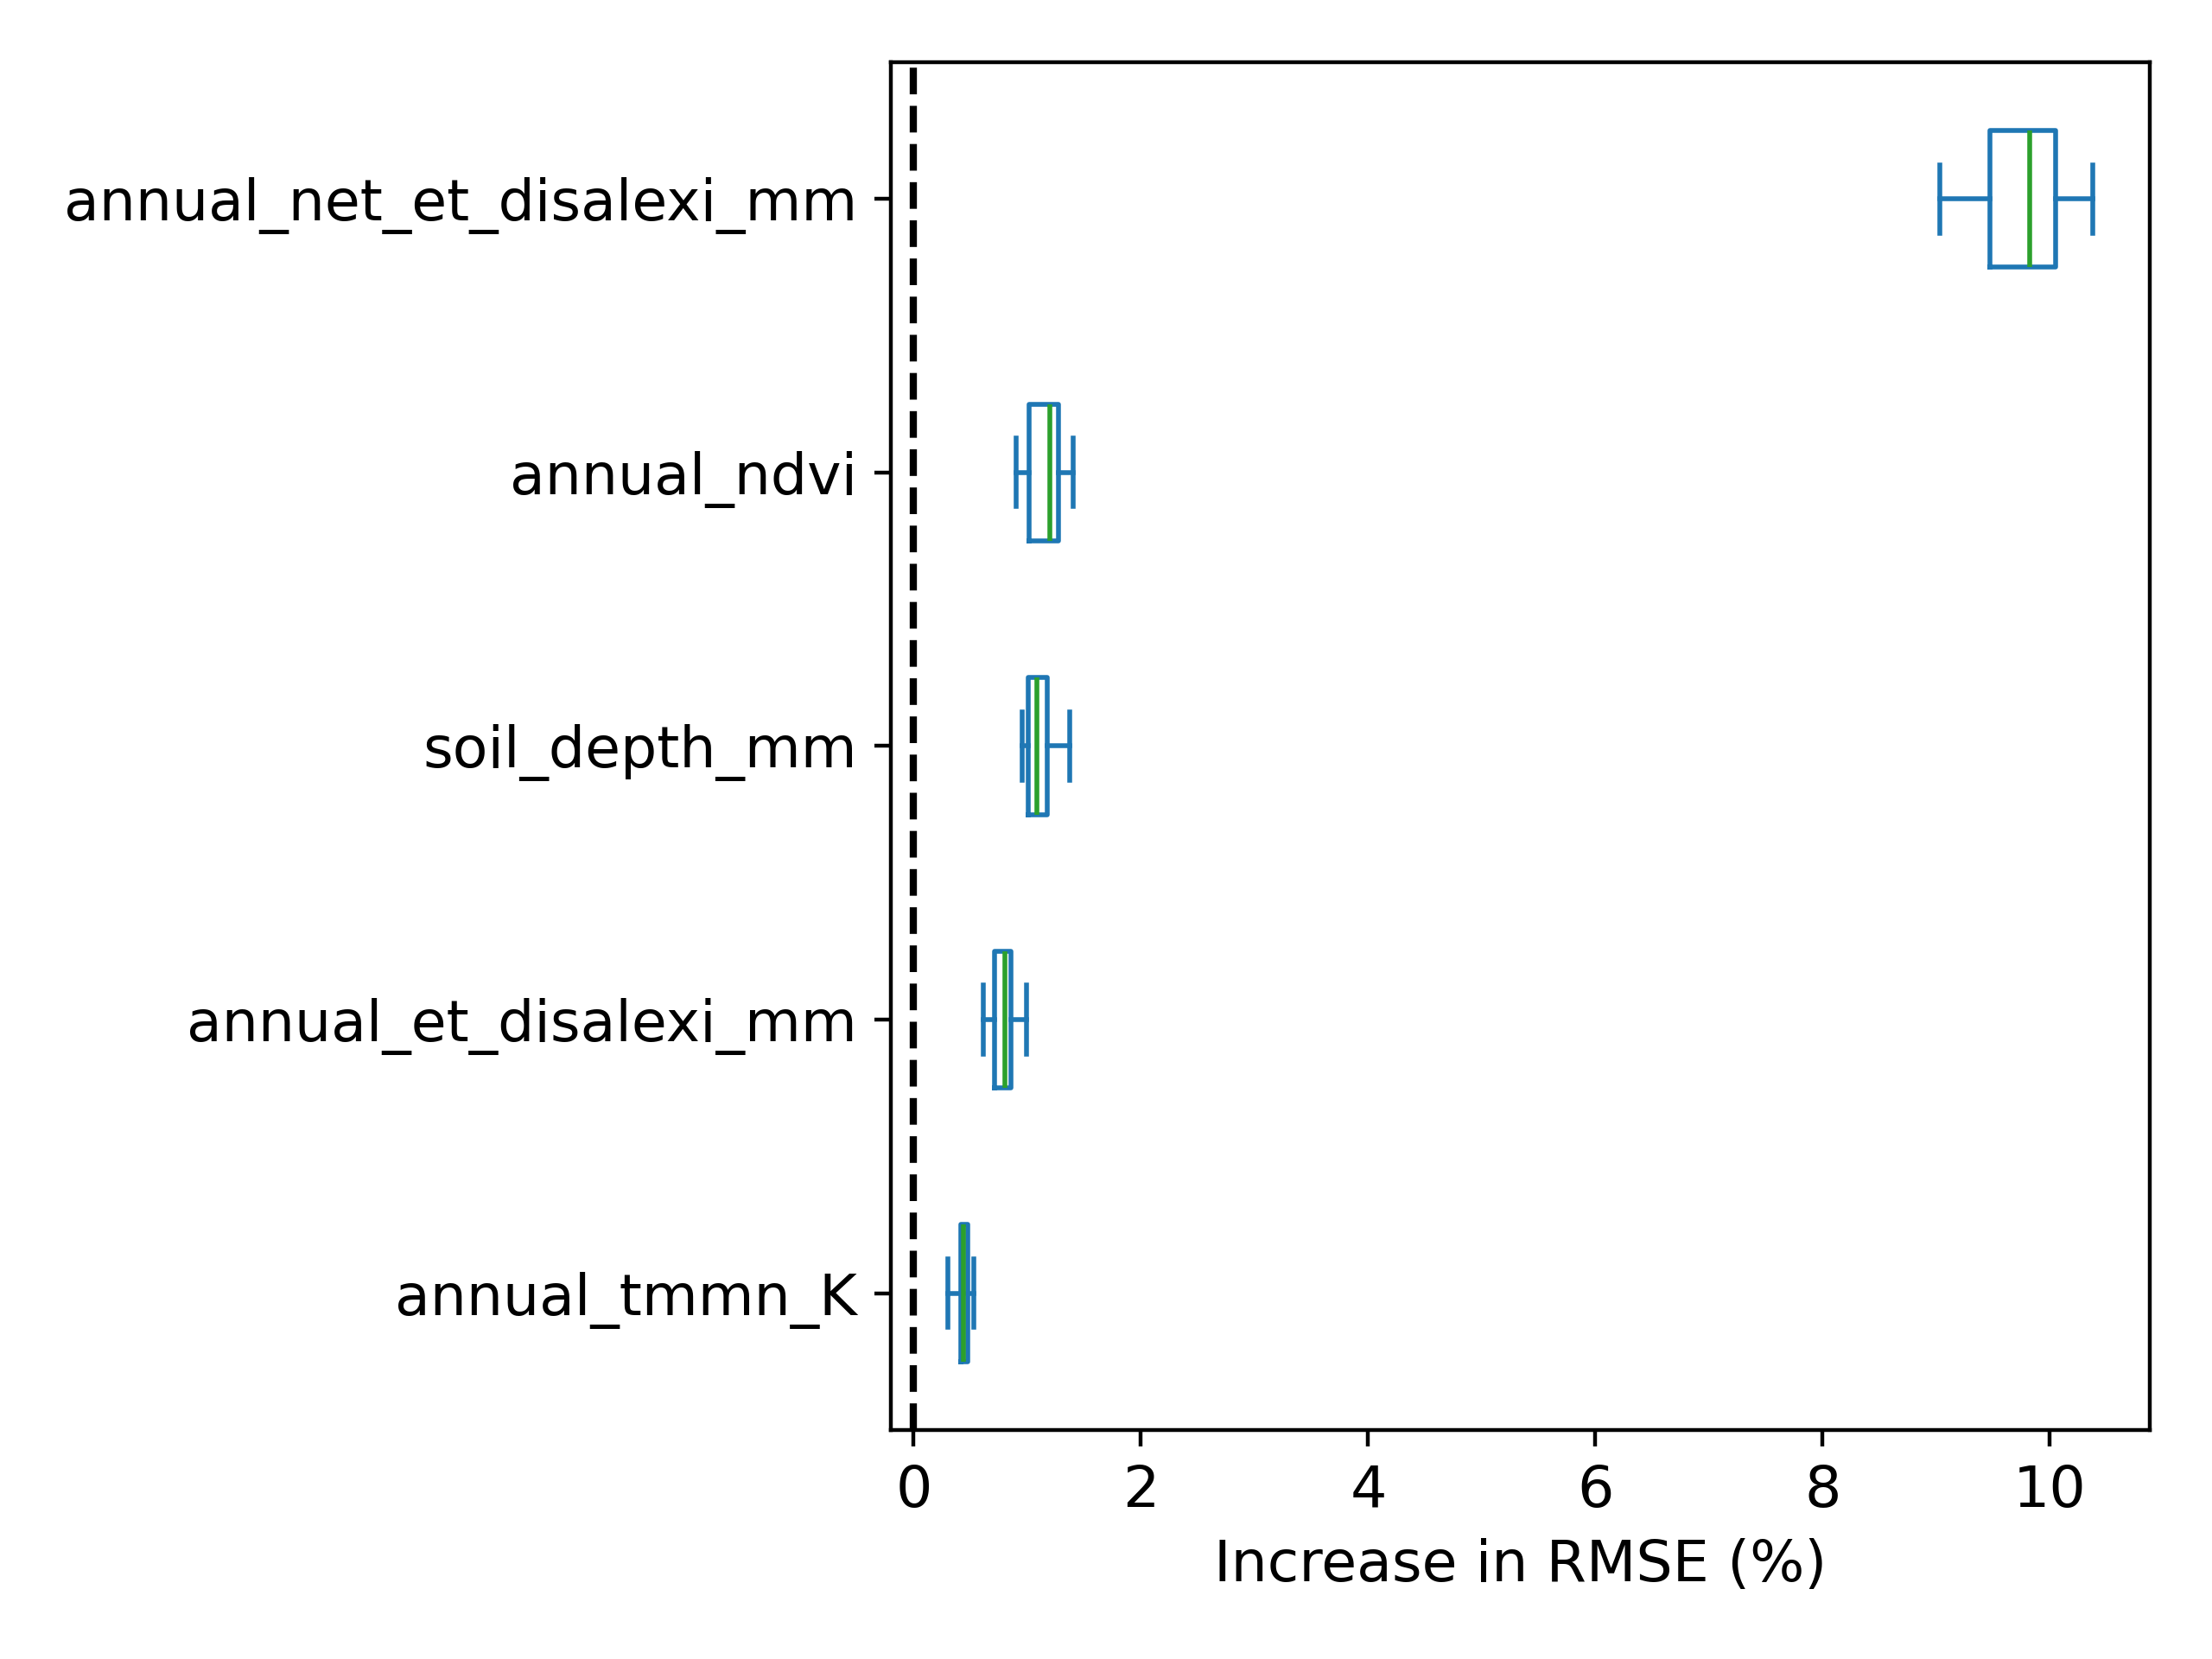 annual_net_et_disalexi_mm
annual_ndvi
soil_depth_mm
annual_et_disalexi_mm
annual_tmmn_K
0 2 4 6 8 10
Increase in RMSE (%)